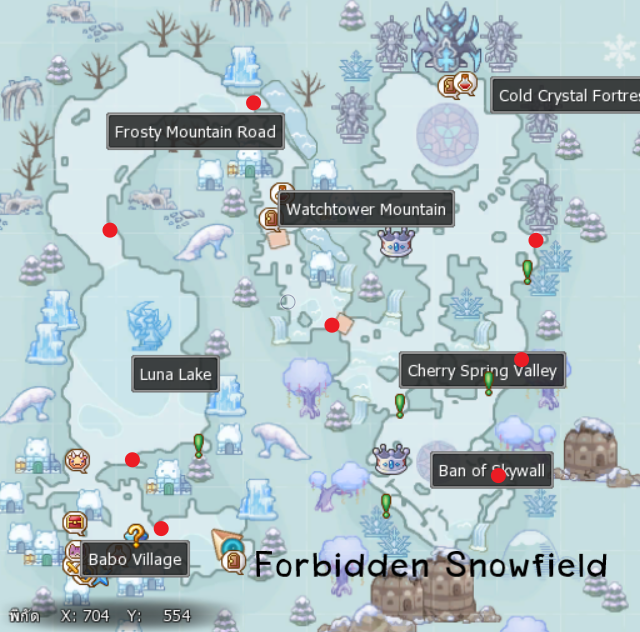 Cold Crystal Fortres
Frosty Mountain Road
Watchtower Mountain
Luna Lake
Cherry Spring Valley
Ban of Skywall
Babo Village
Forbidden Snowfield
พิกัด X: 704 Y: 554